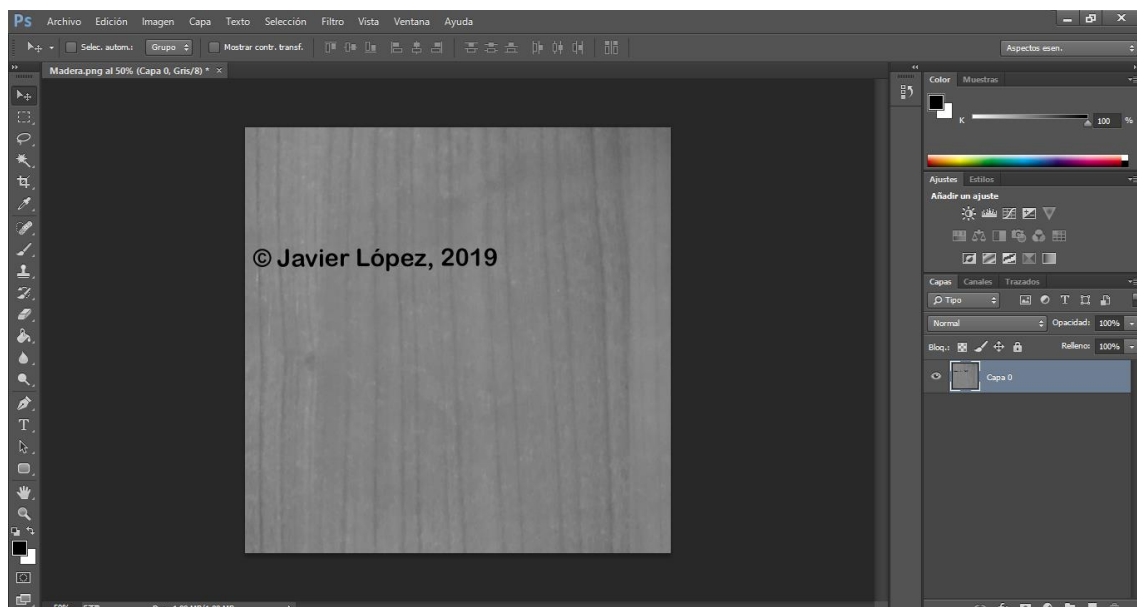 Ps Archivo Edición Imagen Capa Texto Selección Filtro Vista Ventana Ayuda
Selec. autom.: Grupo Mostrar contr. transf. Aspectos esen.
Madera.png al 50% (Capa 0, Gris/8) * ×
Color Muestras
K 100 %
Ajustes Estilos
Añadir un ajuste
© Javier López, 2019
Capas Canales Trazados
Tipo
Normal Opacidad: 100%
Bloq.: Relleno: 100%
Capa 0